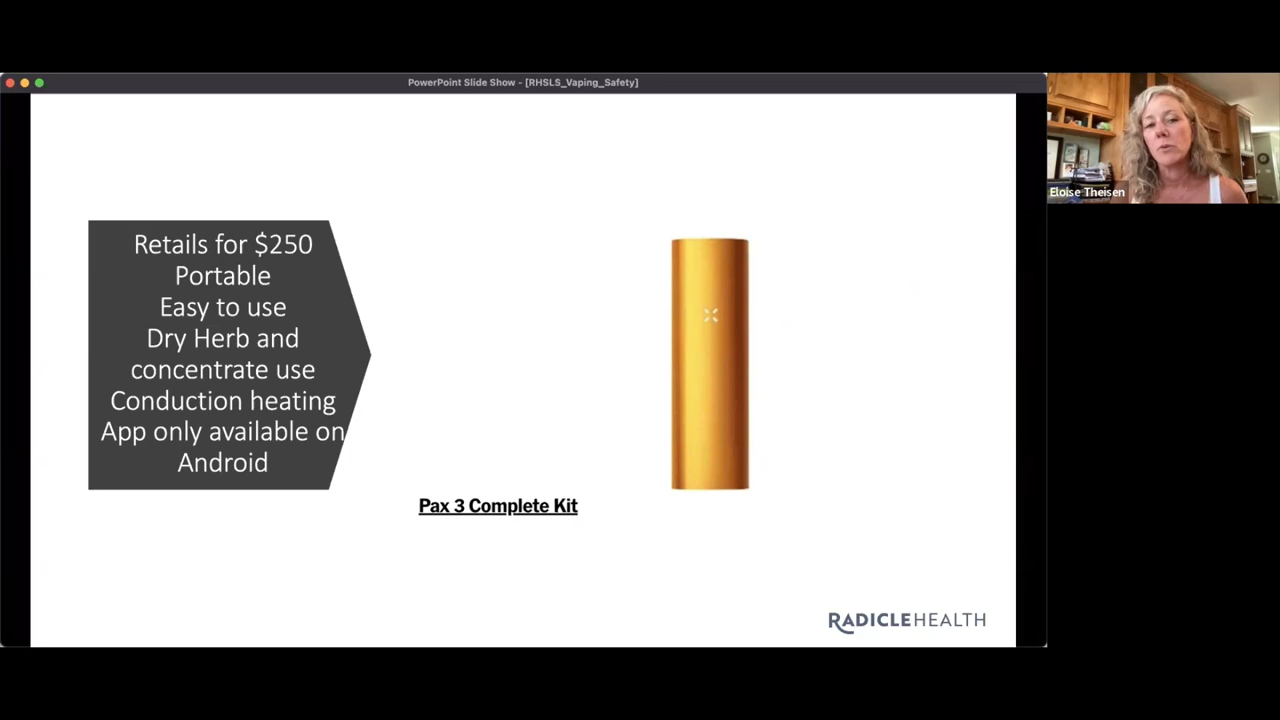 PowerPoint Slide Show - [RHSLS_Vaping_Safety]
Eloise Theisen
Retails for $250
Portable
Easy to use
Dry Herb and
concentrate use
Conduction heating
App only available on
Android
Pax 3 Complete Kit
RADICLEHEALTH